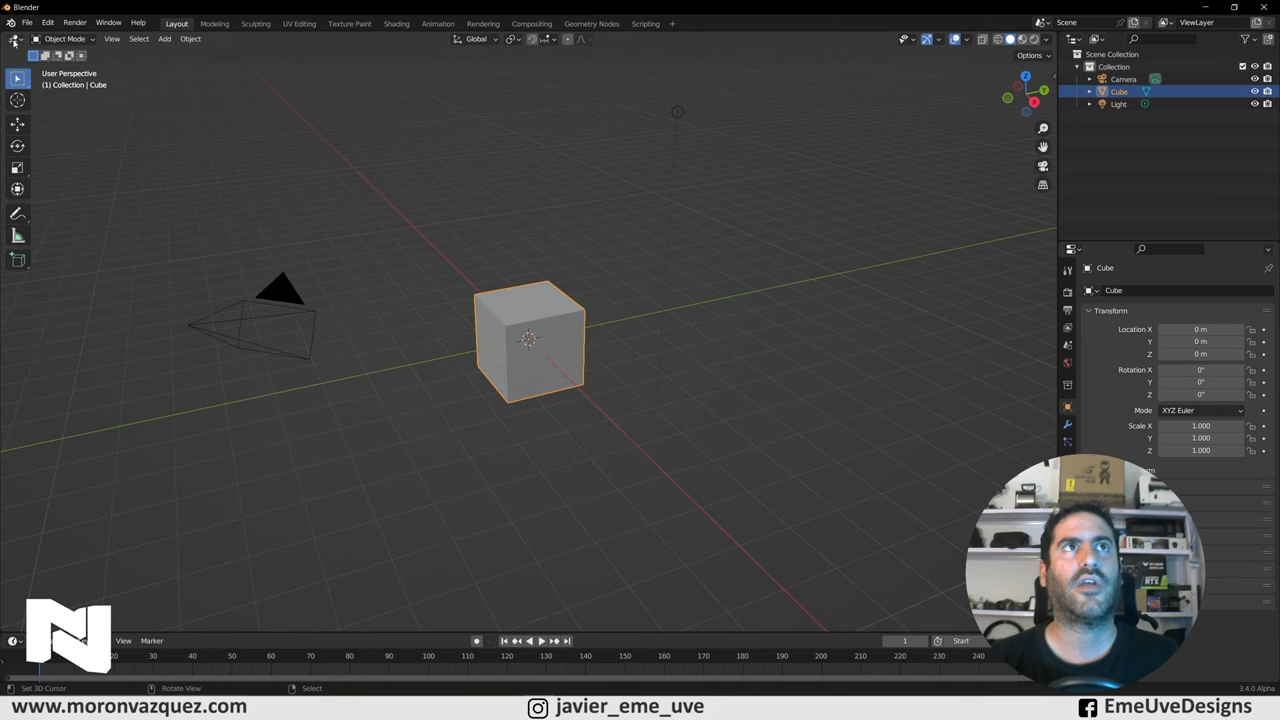 Blender
File Edit Render Window Help Layout Modeling Sculpting UV Editing Texture Paint Shading Animation Rendering Compositing Geometry Nodes Scripting + Scene ViewLayer
Object Mode View Select Add Object Global
Options
User Perspective
(1) Collection | Cube
Scene Collection
Collection
Camera
Cube
Light
Z
Y
X
Cube
Cube
Transform
Location X 0 m
Y 0 m
Z 0 m
Rotation X 0°
Y 0°
Z 0°
Mode XYZ Euler
Scale X 1.000
Y 1.000
Z 1.000
RTX
N
View Marker 1 Start
20 30 40 50 60 70 80 90 100 110 120 130 140 150 160 170 180 190 200 210 220 230 240
Set 3D Cursor Rotate View Select 3.4.0 Alpha
www.moronvazquez.com javier_eme_uve EmeUveDesigns